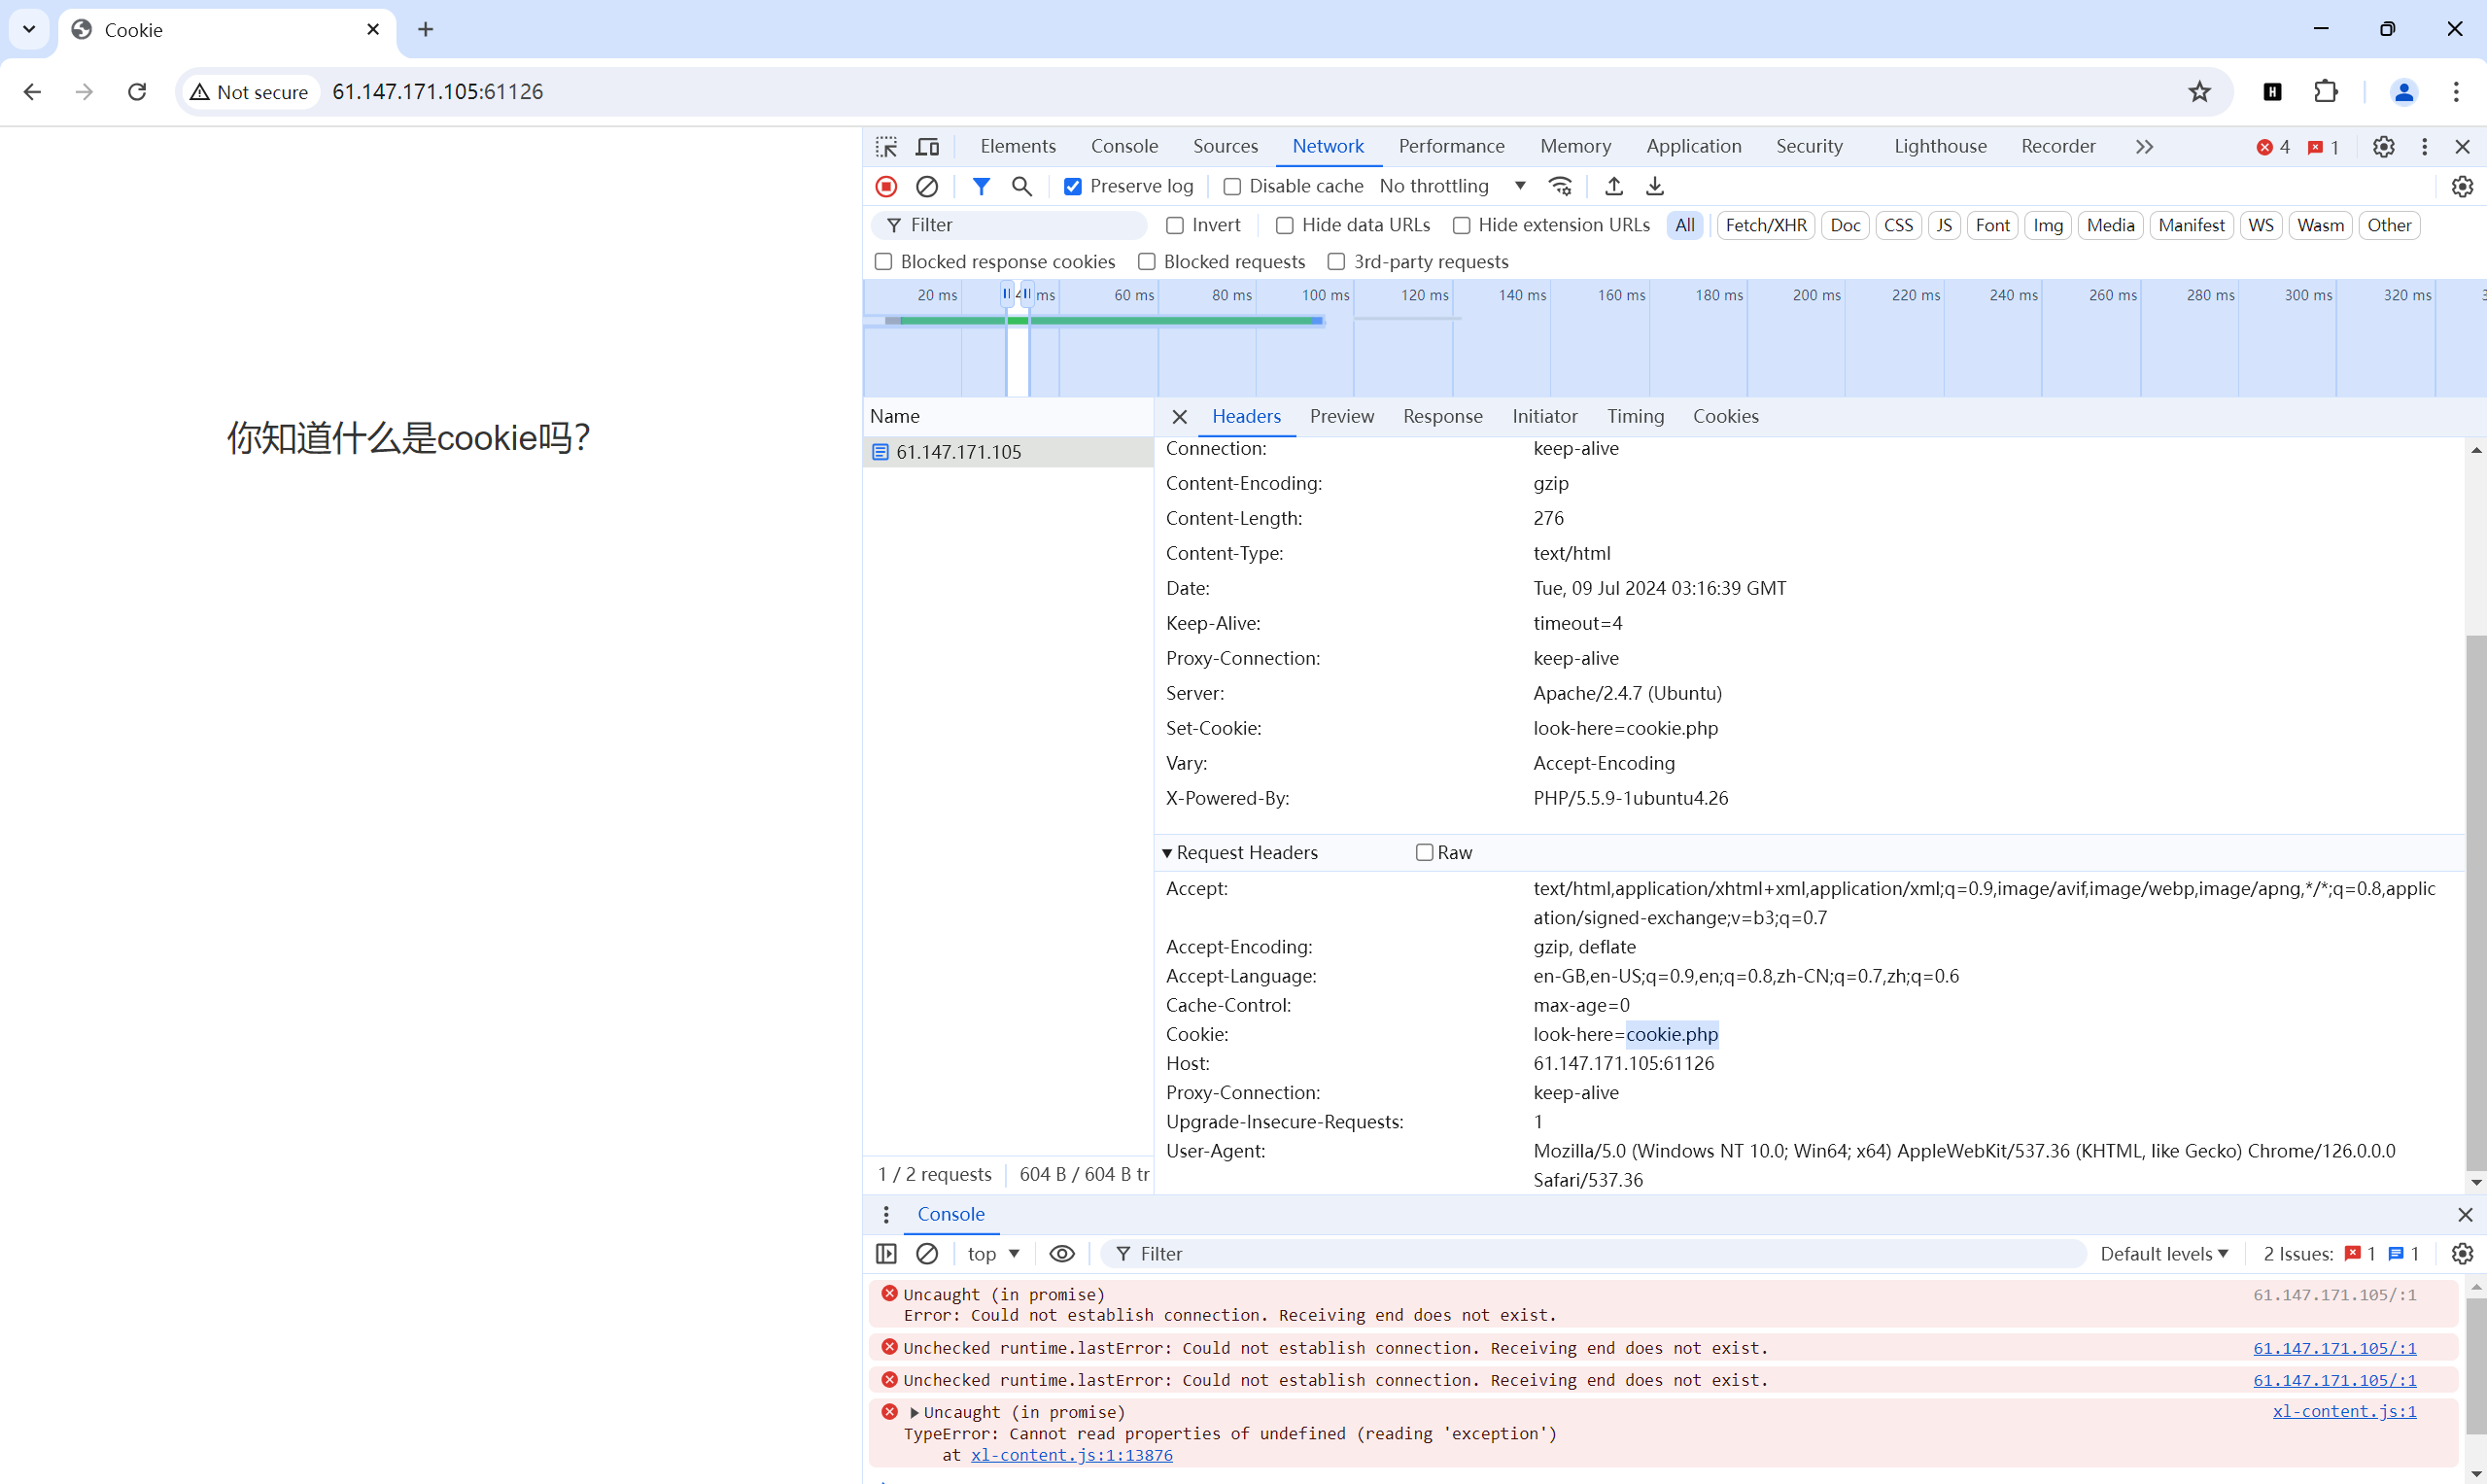 Cookie
Not secure
61.147.171.105:61126
你知道什么是cookie吗?
Elements Console Sources Network Performance Memory Application Security Lighthouse Recorder
4 1
Preserve log Disable cache No throttling
Filter Invert Hide data URLs Hide extension URLs All Fetch/XHR Doc CSS JS Font Img Media Manifest WS Wasm Other
Blocked response cookies Blocked requests 3rd-party requests
20 ms ms 60 ms 80 ms 100 ms 120 ms 140 ms 160 ms 180 ms 200 ms 220 ms 240 ms 260 ms 280 ms 300 ms 320 ms
Name
61.147.171.105
1 / 2 requests 604 B / 604 B tr
Headers Preview Response Initiator Timing Cookies
Connection: keep-alive
Content-Encoding: gzip
Content-Length: 276
Content-Type: text/html
Date: Tue, 09 Jul 2024 03:16:39 GMT
Keep-Alive: timeout=4
Proxy-Connection: keep-alive
Server: Apache/2.4.7 (Ubuntu)
Set-Cookie: look-here=cookie.php
Vary: Accept-Encoding
X-Powered-By: PHP/5.5.9-1ubuntu4.26
Request Headers Raw
Accept: text/html,application/xhtml+xml,application/xml;q=0.9,image/avif,image/webp,image/apng,*/*;q=0.8,applic
ation/signed-exchange;v=b3;q=0.7
Accept-Encoding: gzip, deflate
Accept-Language: en-GB,en-US;q=0.9,en;q=0.8,zh-CN;q=0.7,zh;q=0.6
Cache-Control: max-age=0
Cookie: look-here=cookie.php
Host: 61.147.171.105:61126
Proxy-Connection: keep-alive
Upgrade-Insecure-Requests: 1
User-Agent: Mozilla/5.0 (Windows NT 10.0; Win64; x64) AppleWebKit/537.36 (KHTML, like Gecko) Chrome/126.0.0.0
Safari/537.36
Console
top Filter Default levels 2 Issues: 1 1
Uncaught (in promise) 61.147.171.105/:1
Error: Could not establish connection. Receiving end does not exist.
Unchecked runtime.lastError: Could not establish connection. Receiving end does not exist. 61.147.171.105/:1
Unchecked runtime.lastError: Could not establish connection. Receiving end does not exist. 61.147.171.105/:1
Uncaught (in promise) xl-content.js:1
TypeError: Cannot read properties of undefined (reading 'exception')
at xl-content.js:1:13876